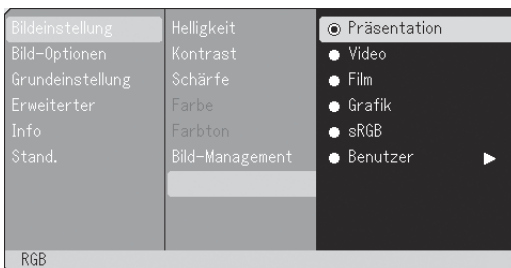 Bildeinstellung
Bild-Optionen
Grundeinstellung
Erweiterter
Info
Stand.
Helligkeit
Kontrast
Schärfe
Farbe
Farbton
Bild-Management
Präsentation
Video
Film
Grafik
sRGB
Benutzer
RGB